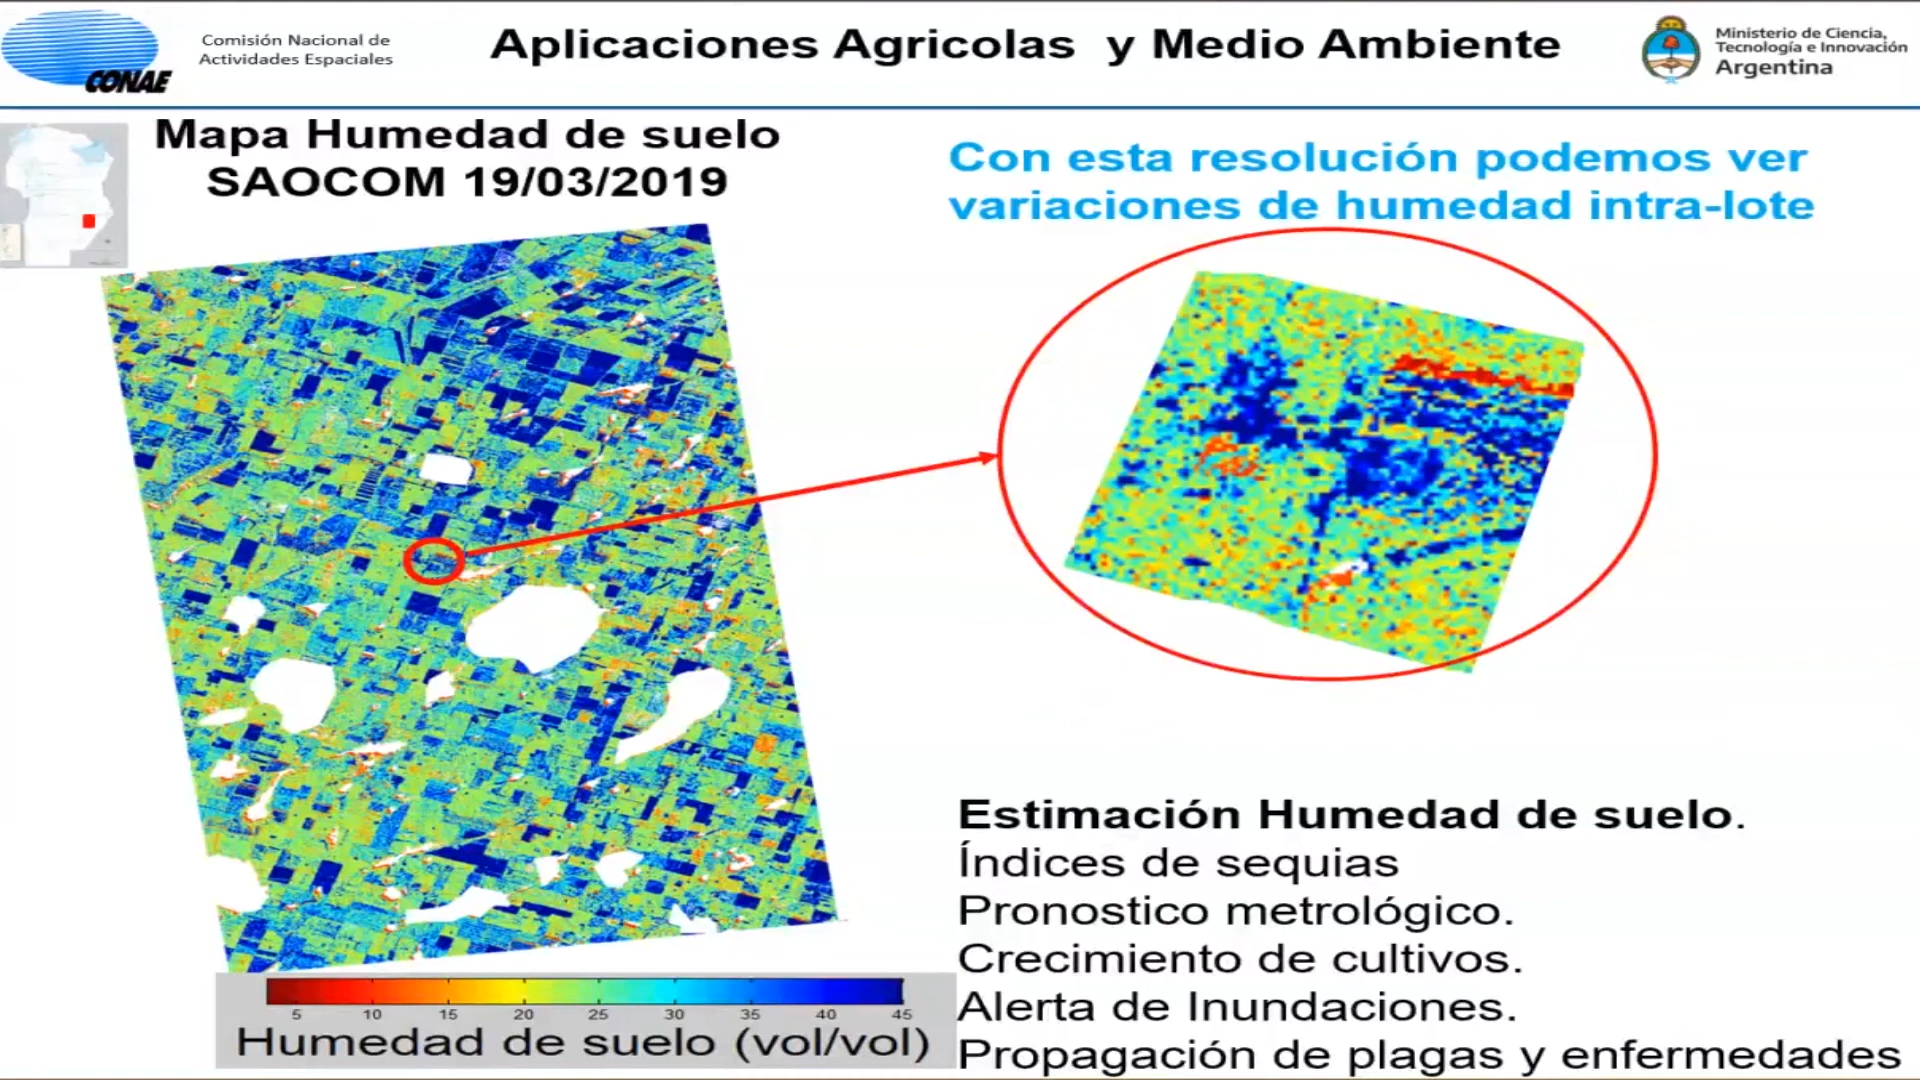 CONAE
Comisión Nacional de
Actividades Espaciales
Aplicaciones Agricolas y Medio Ambiente
Ministerio de Ciencia,
Tecnología e Innovación
Argentina
Mapa Humedad de suelo
SAOCOM 19/03/2019
Con esta resolución podemos ver
variaciones de humedad intra-lote
5 10 15 20 25 30 35 40 45
Humedad de suelo (vol/vol)
Estimación Humedad de suelo.
Índices de sequias
Pronostico metrológico.
Crecimiento de cultivos.
Alerta de Inundaciones.
Propagación de plagas y enfermedades